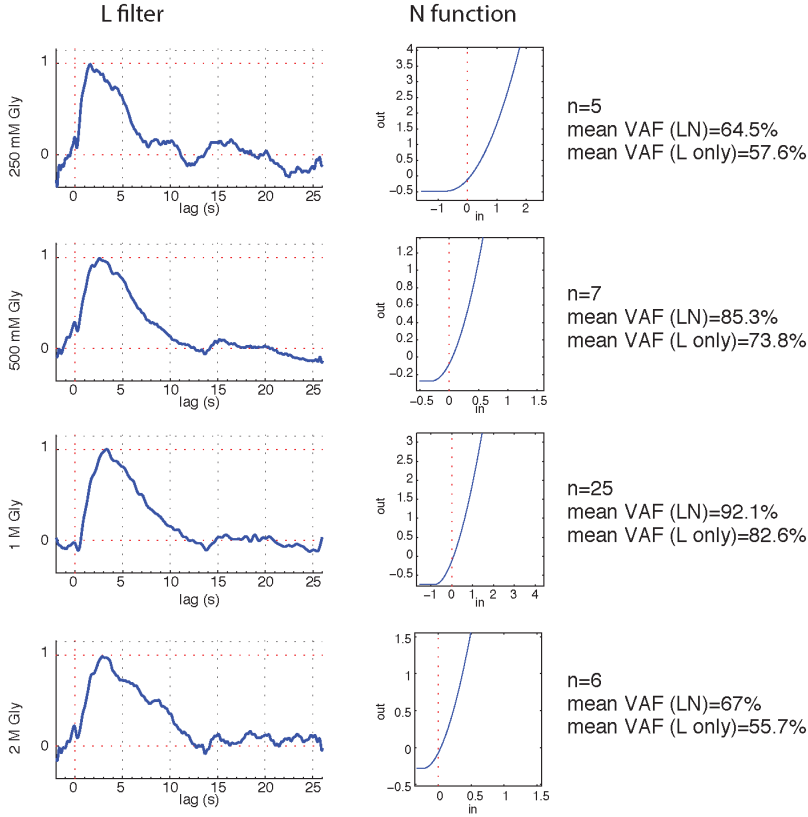 L filter
N function
250 mM Gly
1
0
0 5 10 15 20 25
lag (s)
out
4
3.5
3.0
2.5
2.0
1.5
1.0
0.5
0.0
−0.5
−1 0 1 2
in
n=5
mean VAF (LN)=64.5%
mean VAF (L only)=57.6%
500 mM Gly
1
0
0 5 10 15 20 25
lag (s)
out
1.2
1
0.8
0.6
0.4
0.2
0
−0.2
−0.5 0 0.5 1 1.5
in
n=7
mean VAF (LN)=85.3%
mean VAF (L only)=73.8%
1 M Gly
1
0
0 5 10 15 20 25
lag (s)
out
3
2.5
2
1.5
1
0.5
0
−0.5
−1 0 1 2 3 4
in
n=25
mean VAF (LN)=92.1%
mean VAF (L only)=82.6%
2 M Gly
1
0
0 5 10 15 20 25
lag (s)
out
1.5
1
0.5
0
−0.5
0 0.5 1 1.5
in
n=6
mean VAF (LN)=67%
mean VAF (L only)=55.7%